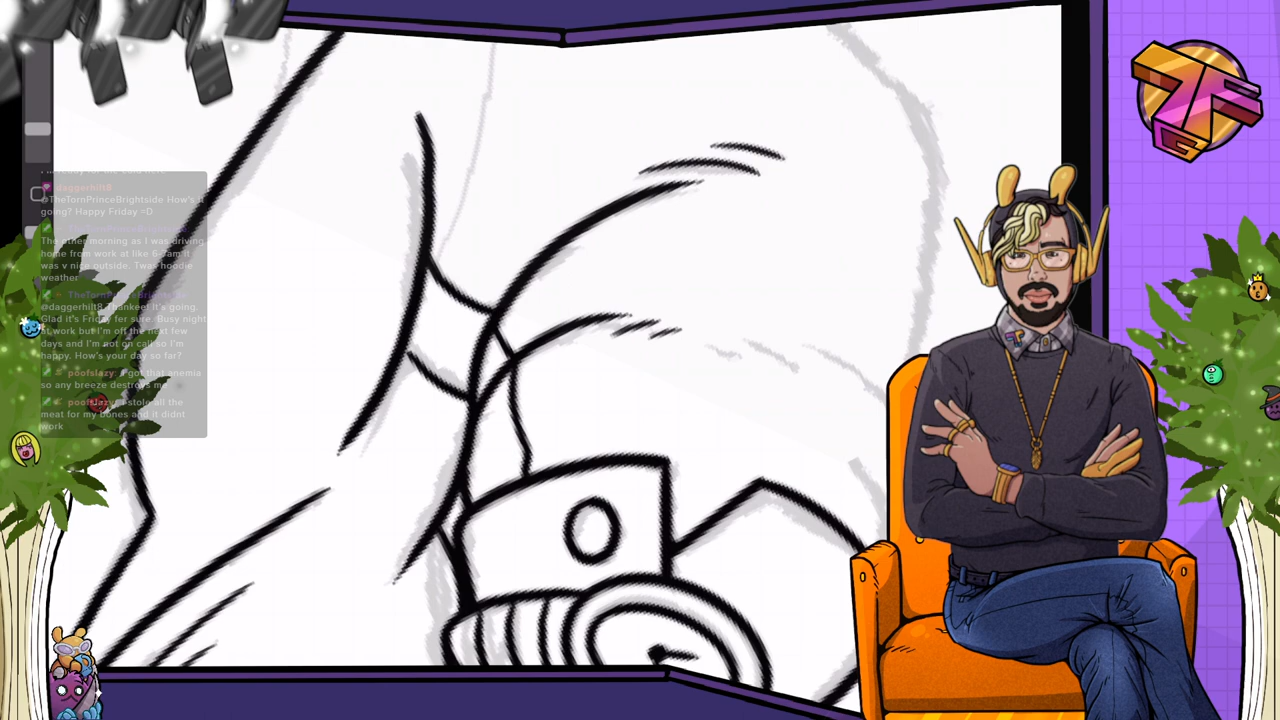 daggerhilt8
@TheTornPrinceBrightside How's it
going? Happy Friday =D
Tho other morning as I was driving
home from work at like 6-7am it
was v nice outside. Twas hoodie
weather
TheTornPrinceBrightside
@daggerhilt8 Thankee! It's going.
Glad it's Friday fer sure. Busy night
at work but I'm off the next few
days and I'm not on call so I'm
happy. How's your day so far?
poofslazy: I got that anemia
so any breeze destroys me
poofslazy: I stole all the
meat for my bones and it didnt
work